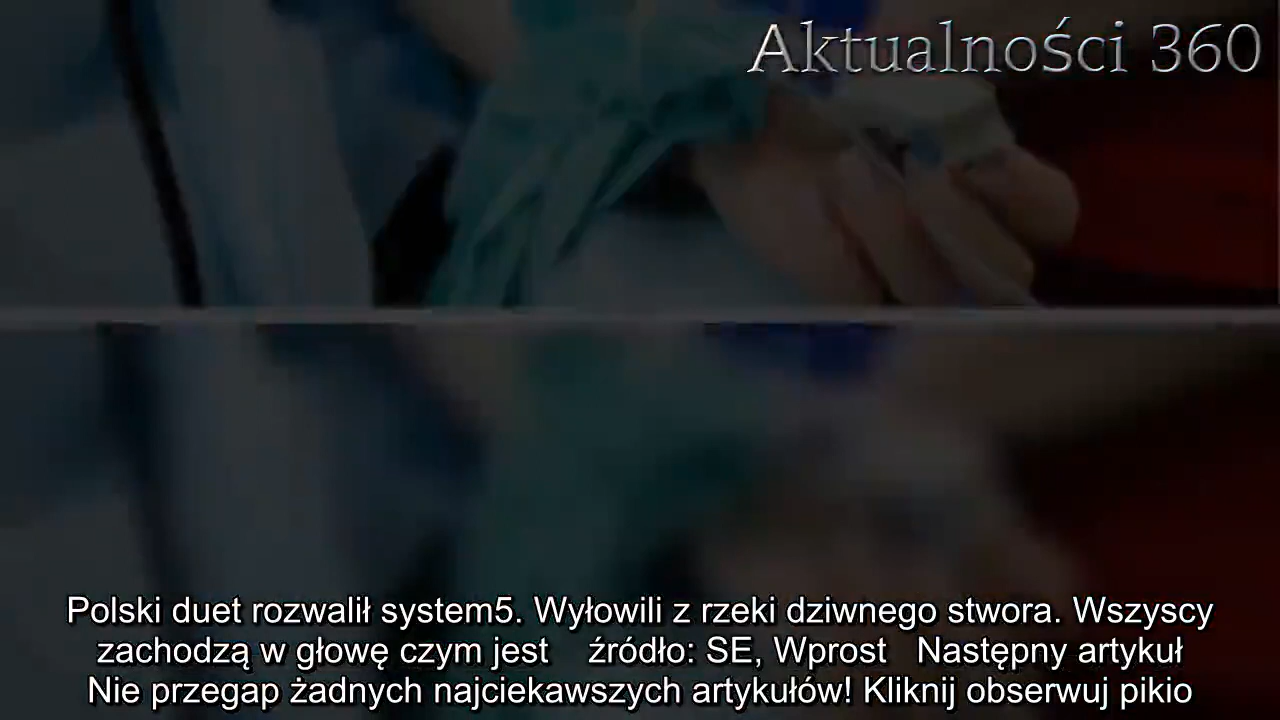 Aktualności 360
Polski duet rozwalił system5. Wyłowili z rzeki dziwnego stwora. Wszyscy
zachodzą w głowę czym jest źródło: SE, Wprost Następny artykuł
Nie przegap żadnych najciekawszych artykułów! Kliknij obserwuj pikio